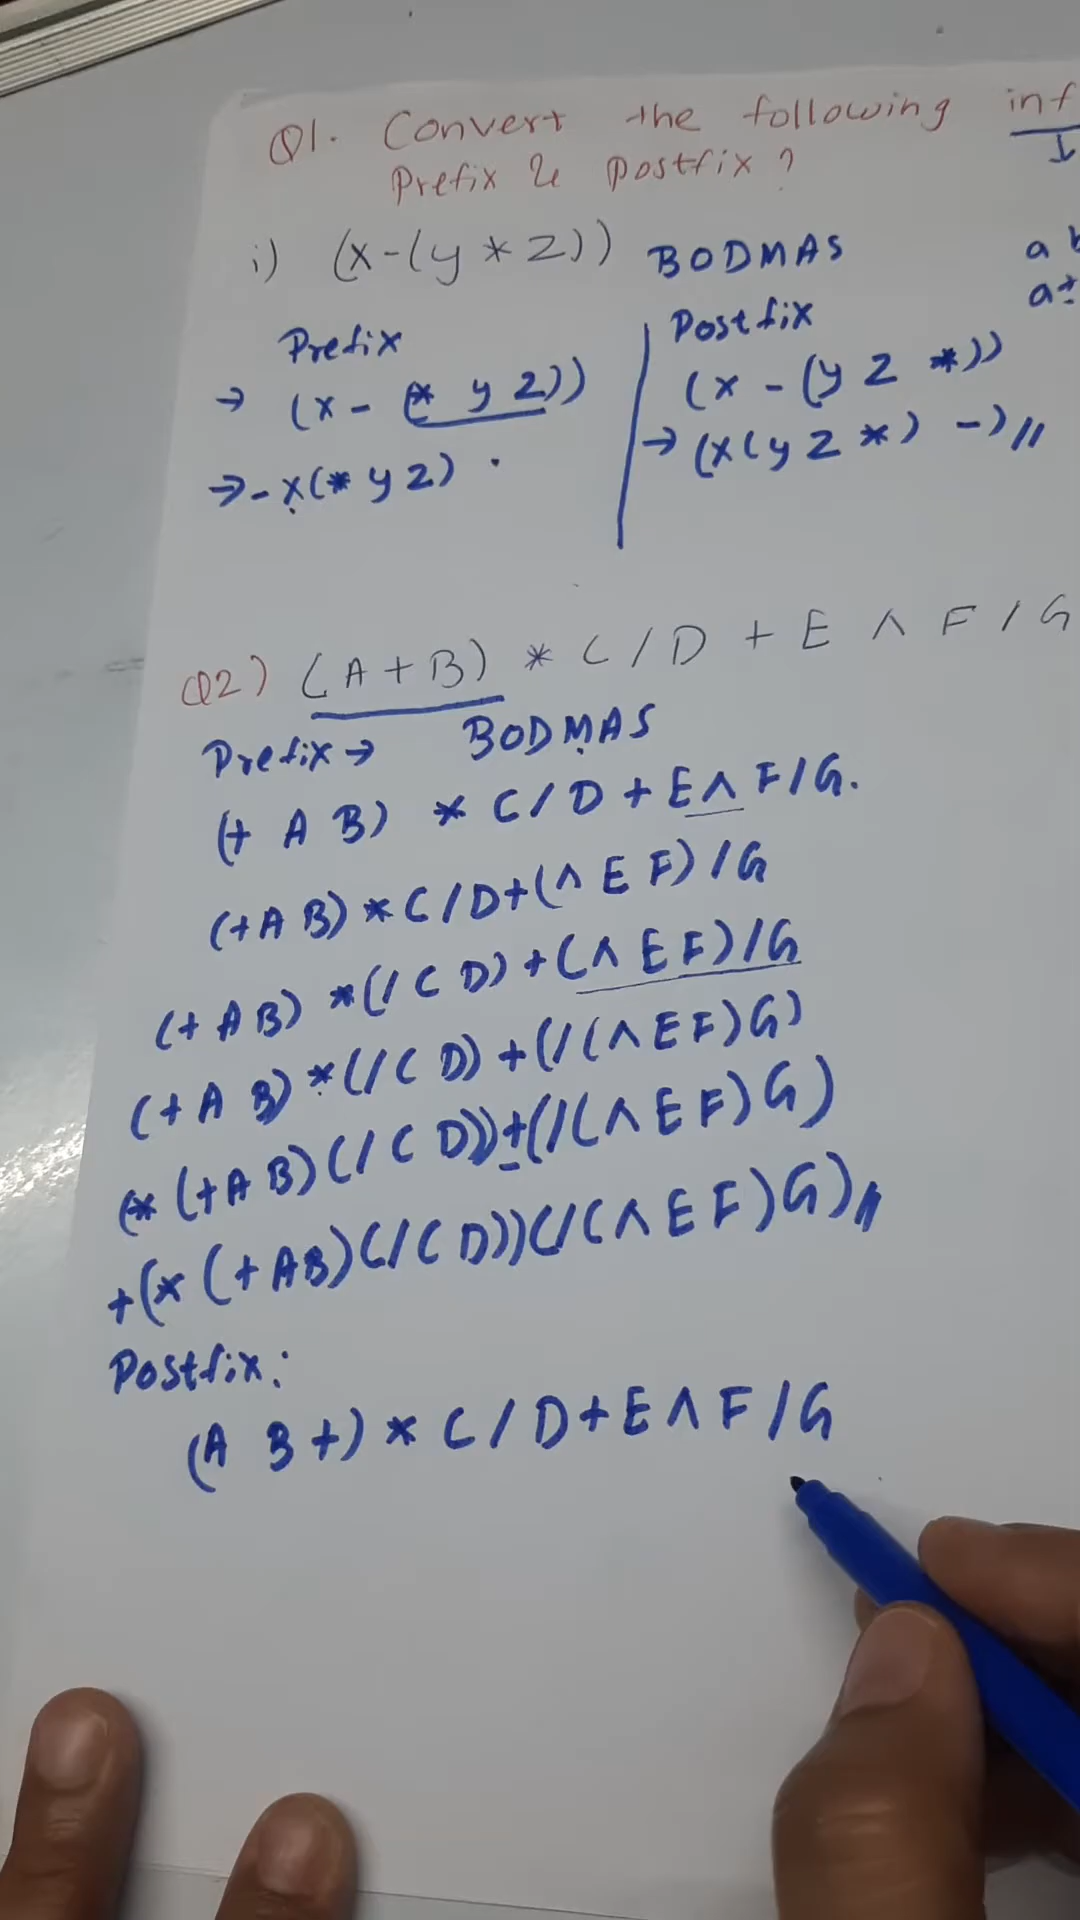 Q1. Convert the following inf
Prefix & postfix ?
i) (x-(y * z)) BODMAS
a b
a+
Prefix
→ (x - (* y z))
→ - x(* y z) .
Postfix
(x - (y z *))
→ (x(y z *) -) //
Q2) (A + B) * C / D + E ∧ F / G
Prefix → BODMAS
(+ A B) * C / D + E ∧ F / G.
(+A B) * C / D + (∧ E F) / G
(+ A B) * (/ C D) + (∧ E F) / G
(+ A B) * (/ C D) + (/ (∧ E F) G)
(* (+A B) (/ C D)) + (/ (∧ E F) G)
+ (* (+ A B) (/ C D)) (/ (∧ E F) G) //
Postfix:
(A B +) * C / D + E ∧ F / G